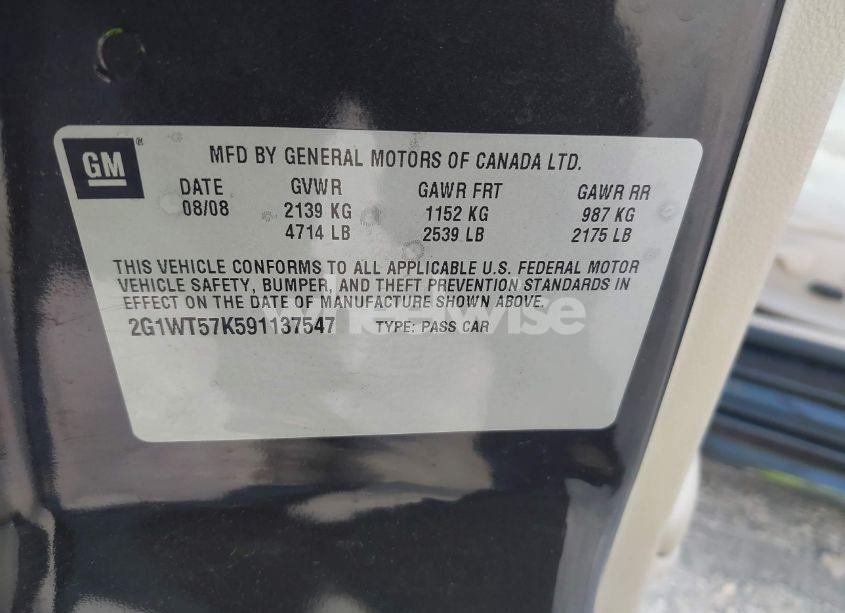 GM ®
MFD BY GENERAL MOTORS OF CANADA LTD.
DATE GVWR GAWR FRT GAWR RR
08/08 2139 KG 1152 KG 987 KG
4714 LB 2539 LB 2175 LB
THIS VEHICLE CONFORMS TO ALL APPLICABLE U.S. FEDERAL MOTOR
VEHICLE SAFETY, BUMPER, AND THEFT PREVENTION STANDARDS IN
EFFECT ON THE DATE OF MANUFACTURE SHOWN ABOVE.
wheelwise
2G1WT57K591137547 TYPE: PASS CAR